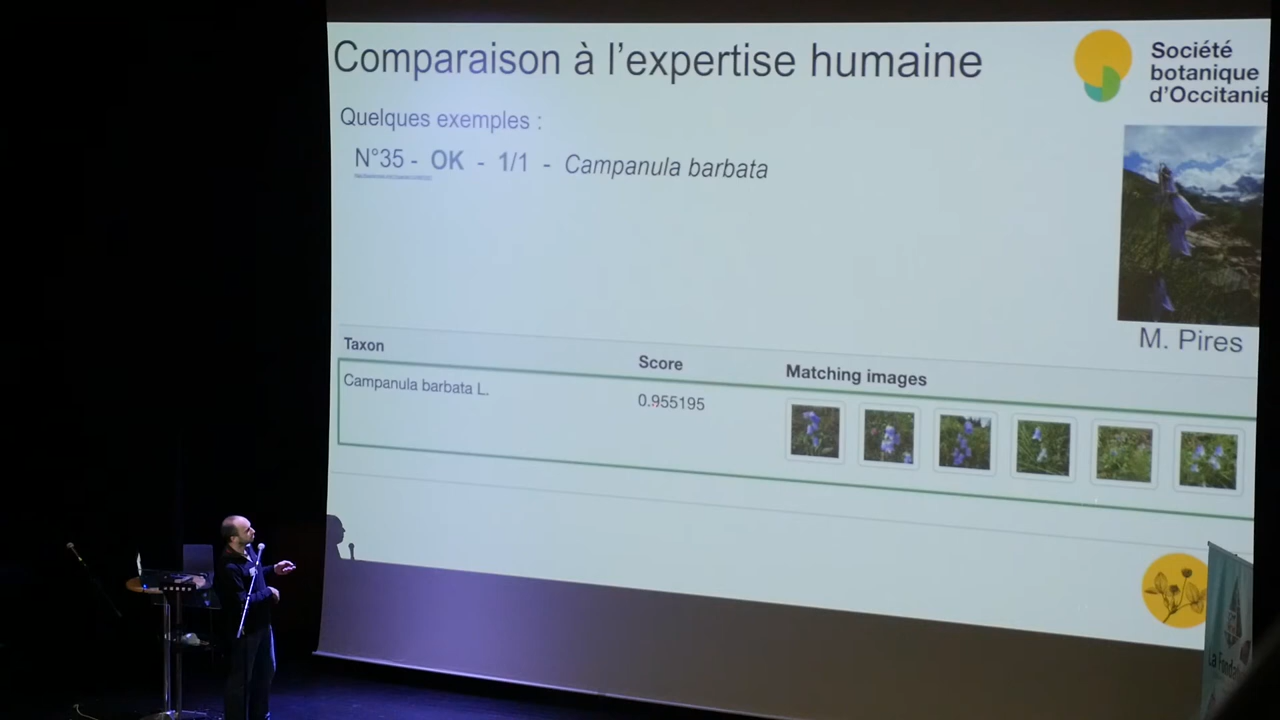 Comparaison à l'expertise humaine
Société
botanique
d'Occitanie
Quelques exemples :
N°35 - OK - 1/1 - Campanula barbata
M. Pires
Taxon Score Matching images
Campanula barbata L. 0.955195
La